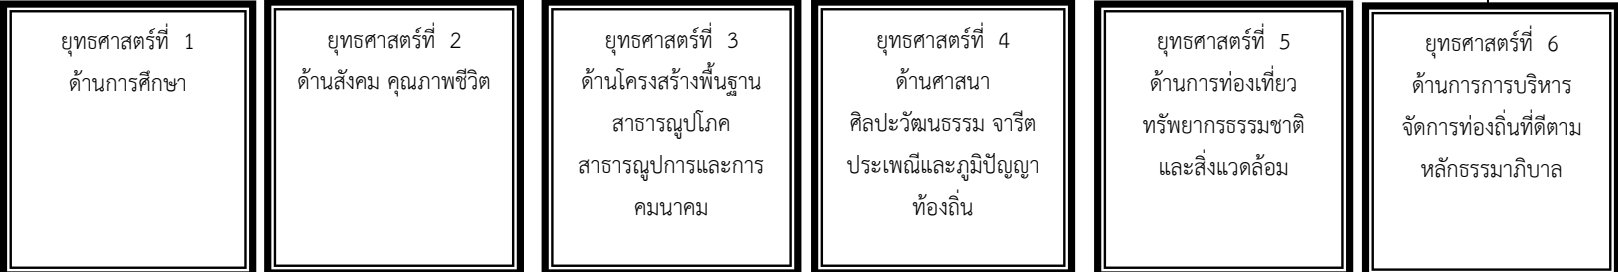 ยุทธศาสตร์ที่ 1
ด้านการศึกษา
ยุทธศาสตร์ที่ 2
ด้านสังคม คุณภาพชีวิต
ยุทธศาสตร์ที่ 3
ด้านโครงสร้างพื้นฐาน
สาธารณูปโภค
สาธารณูปการและการ
คมนาคม
ยุทธศาสตร์ที่ 4
ด้านศาสนา
ศิลปะวัฒนธรรม จารีต
ประเพณีและภูมิปัญญา
ท้องถิ่น
ยุทธศาสตร์ที่ 5
ด้านการท่องเที่ยว
ทรัพยากรธรรมชาติ
และสิ่งแวดล้อม
ยุทธศาสตร์ที่ 6
ด้านการการบริหาร
จัดการท่องถิ่นที่ดีตาม
หลักธรรมาภิบาล